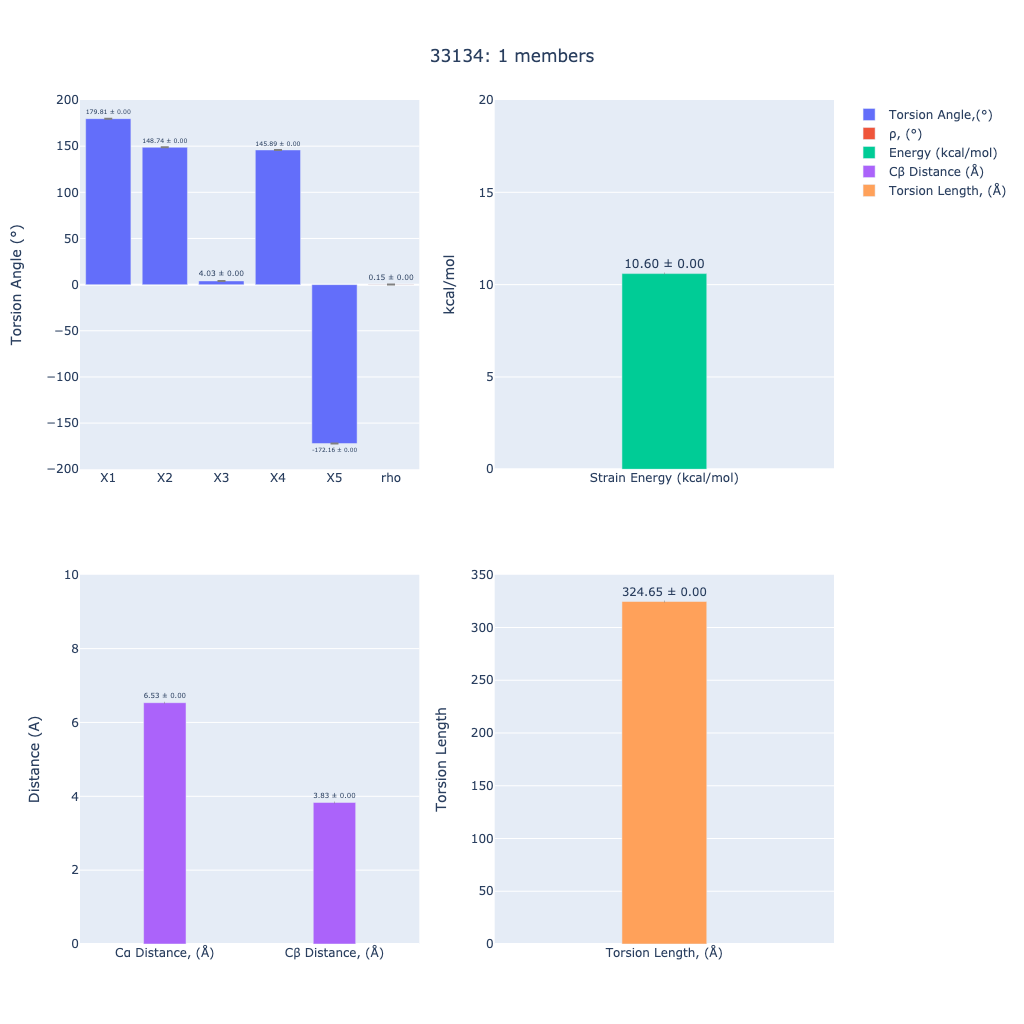 33134: 1 members
200
150
100
50
0
−50
−100
−150
−200
Torsion Angle (°)
179.81 ± 0.00
148.74 ± 0.00
4.03 ± 0.00
145.89 ± 0.00
-172.16 ± 0.00
0.15 ± 0.00
X1 X2 X3 X4 X5 rho
20
15
10
5
0
kcal/mol
10.60 ± 0.00
Strain Energy (kcal/mol)
Torsion Angle,(°)
ρ, (°)
Energy (kcal/mol)
Cβ Distance (Å)
Torsion Length, (Å)
10
8
6
4
2
0
Distance (A)
6.53 ± 0.00
3.83 ± 0.00
Cα Distance, (Å) Cβ Distance, (Å)
350
300
250
200
150
100
50
0
Torsion Length
324.65 ± 0.00
Torsion Length, (Å)